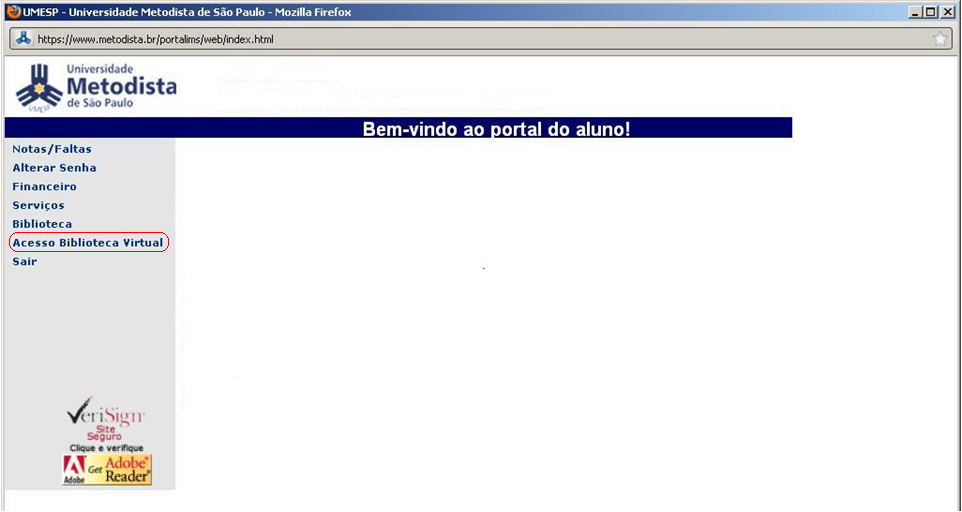 UMESP - Universidade Metodista de São Paulo - Mozilla Firefox
https://www.metodista.br/portalims/web/index.html
Universidade
Metodista
de São Paulo
Bem-vindo ao portal do aluno!
Notas/Faltas
Alterar Senha
Financeiro
Serviços
Biblioteca
Acesso Biblioteca Virtual
Sair
VeriSign
Site
Seguro
Clique e verifique
Adobe
Get Adobe®
Reader®